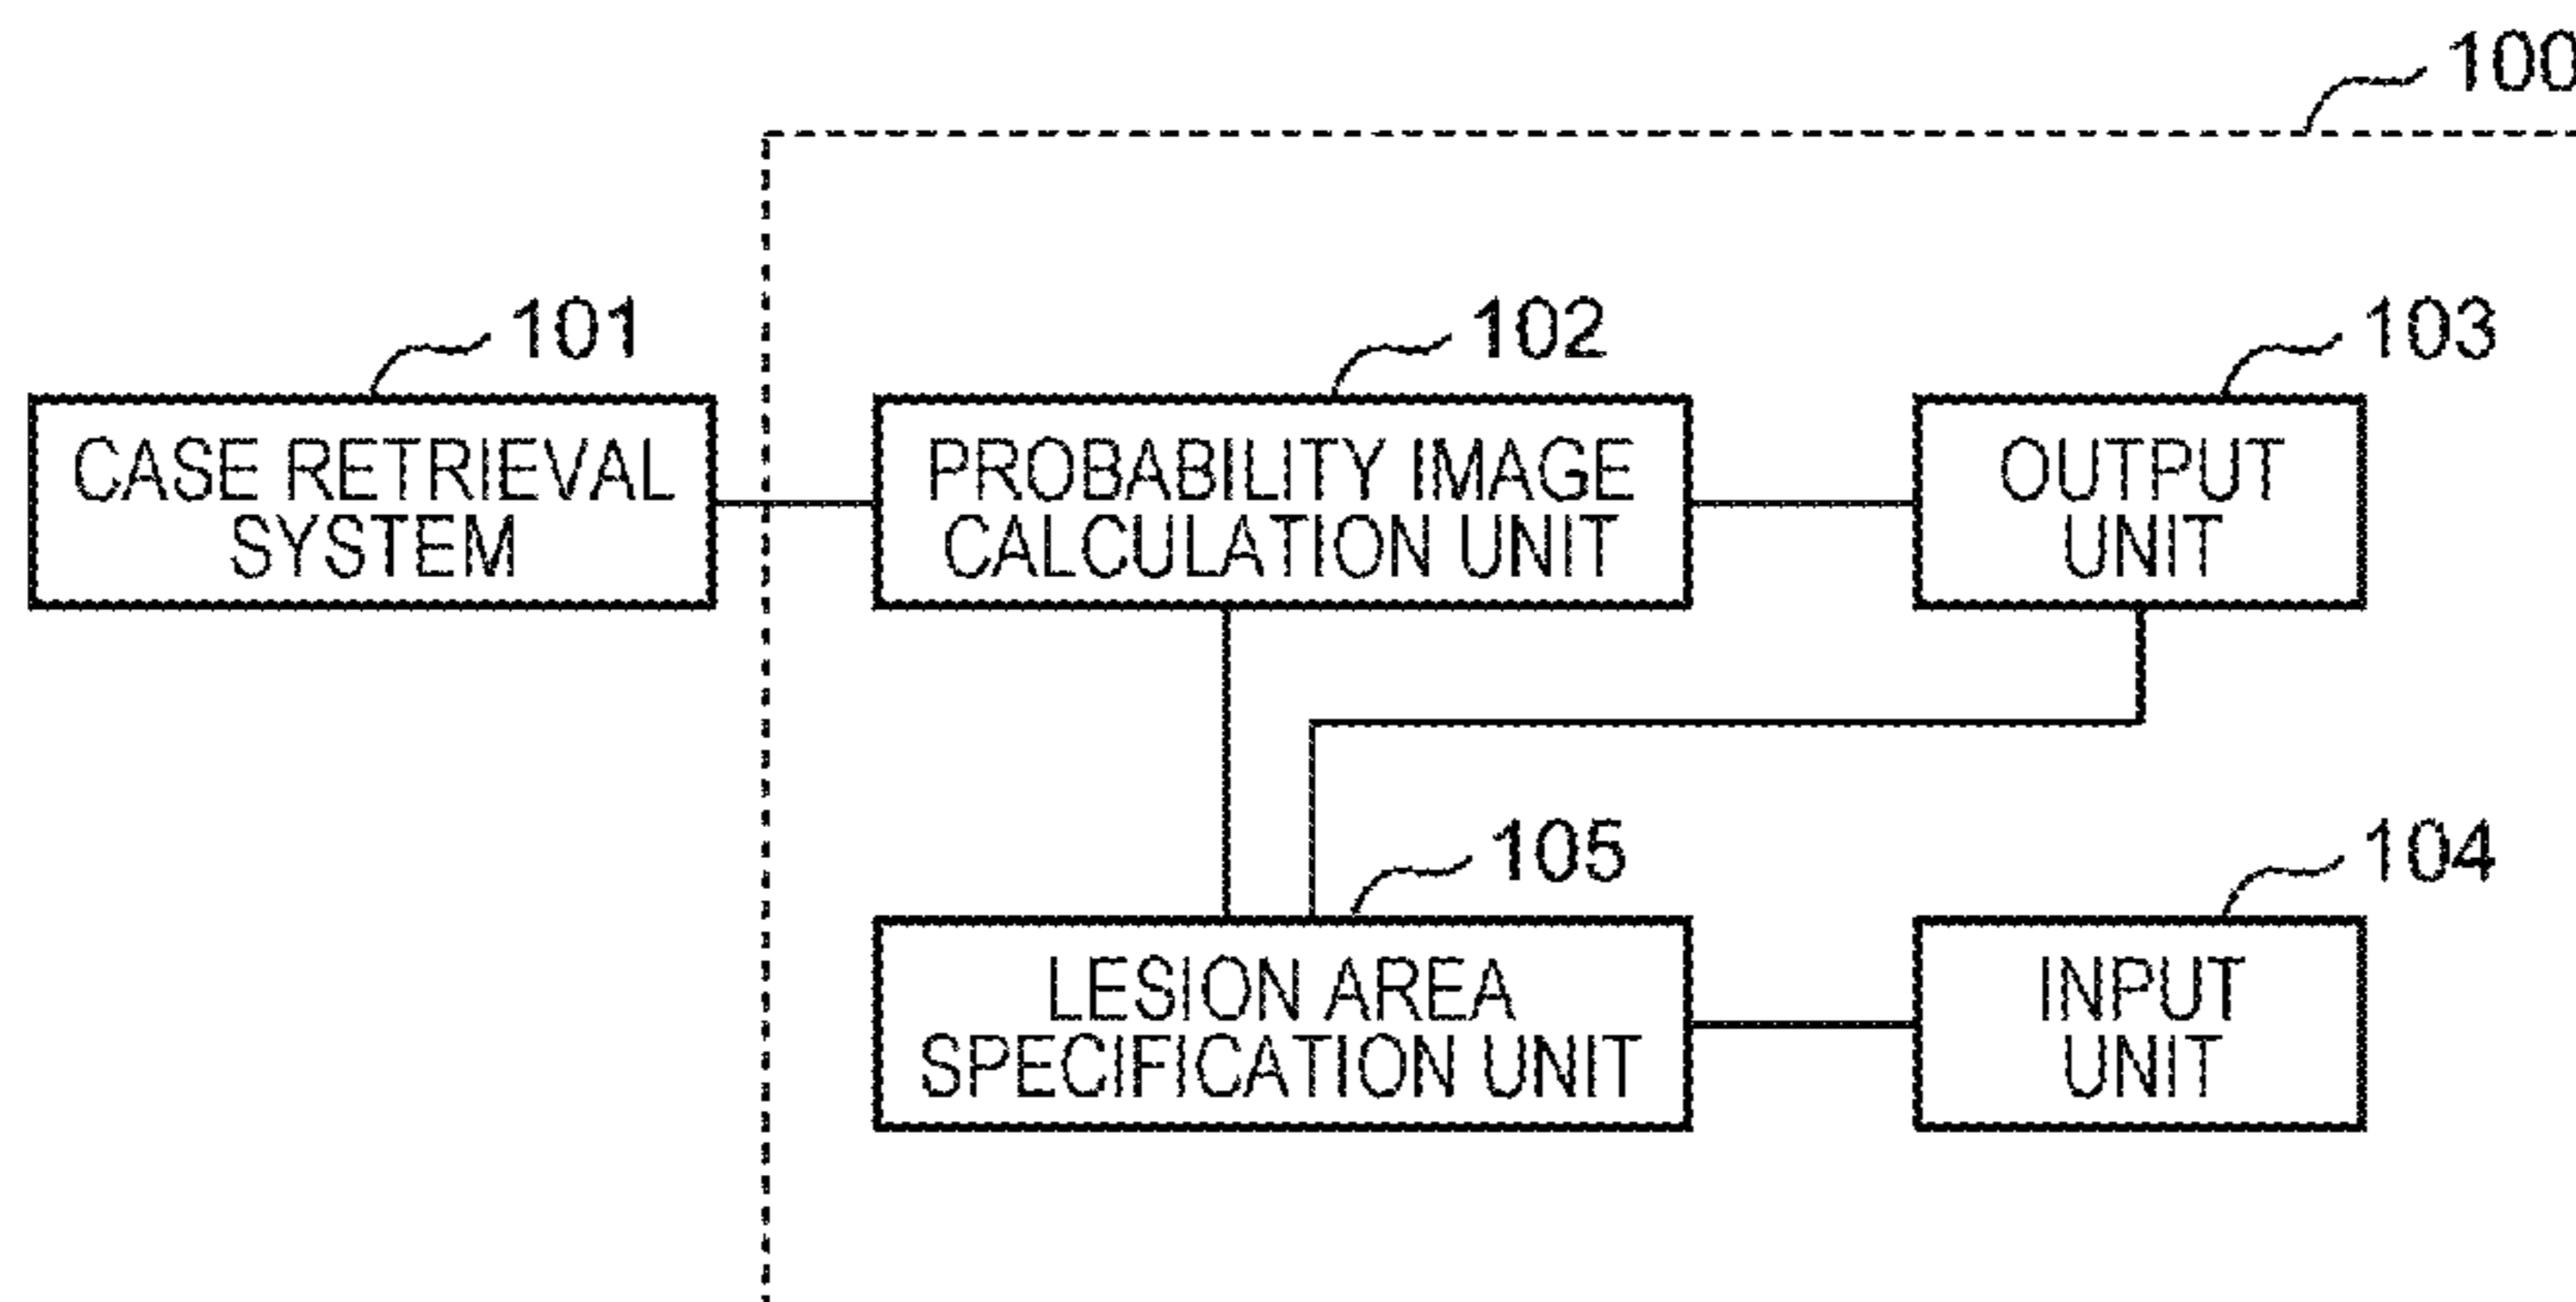 100
101
102
103
CASE RETRIEVAL
SYSTEM
PROBABILITY IMAGE
CALCULATION UNIT
OUTPUT
UNIT
105
104
LESION AREA
SPECIFICATION UNIT
INPUT
UNIT